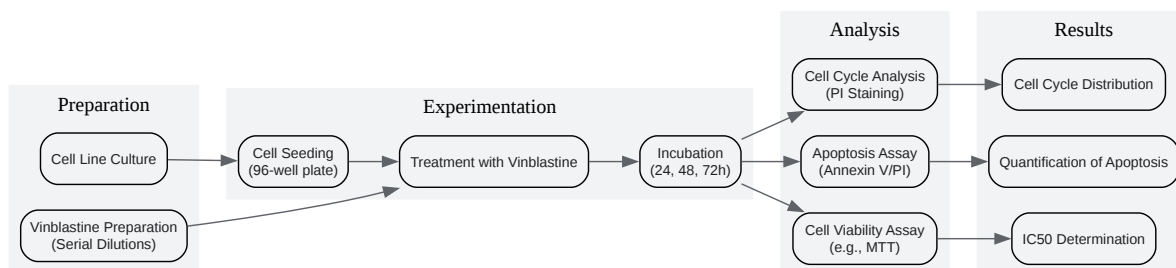 Preparation
Cell Line Culture
Vinblastine Preparation
(Serial Dilutions)
Experimentation
Cell Seeding
(96-well plate)
Treatment with Vinblastine
Incubation
(24, 48, 72h)
Analysis
Cell Cycle Analysis
(PI Staining)
Apoptosis Assay
(Annexin V/PI)
Cell Viability Assay
(e.g., MTT)
Results
Cell Cycle Distribution
Quantification of Apoptosis
IC50 Determination